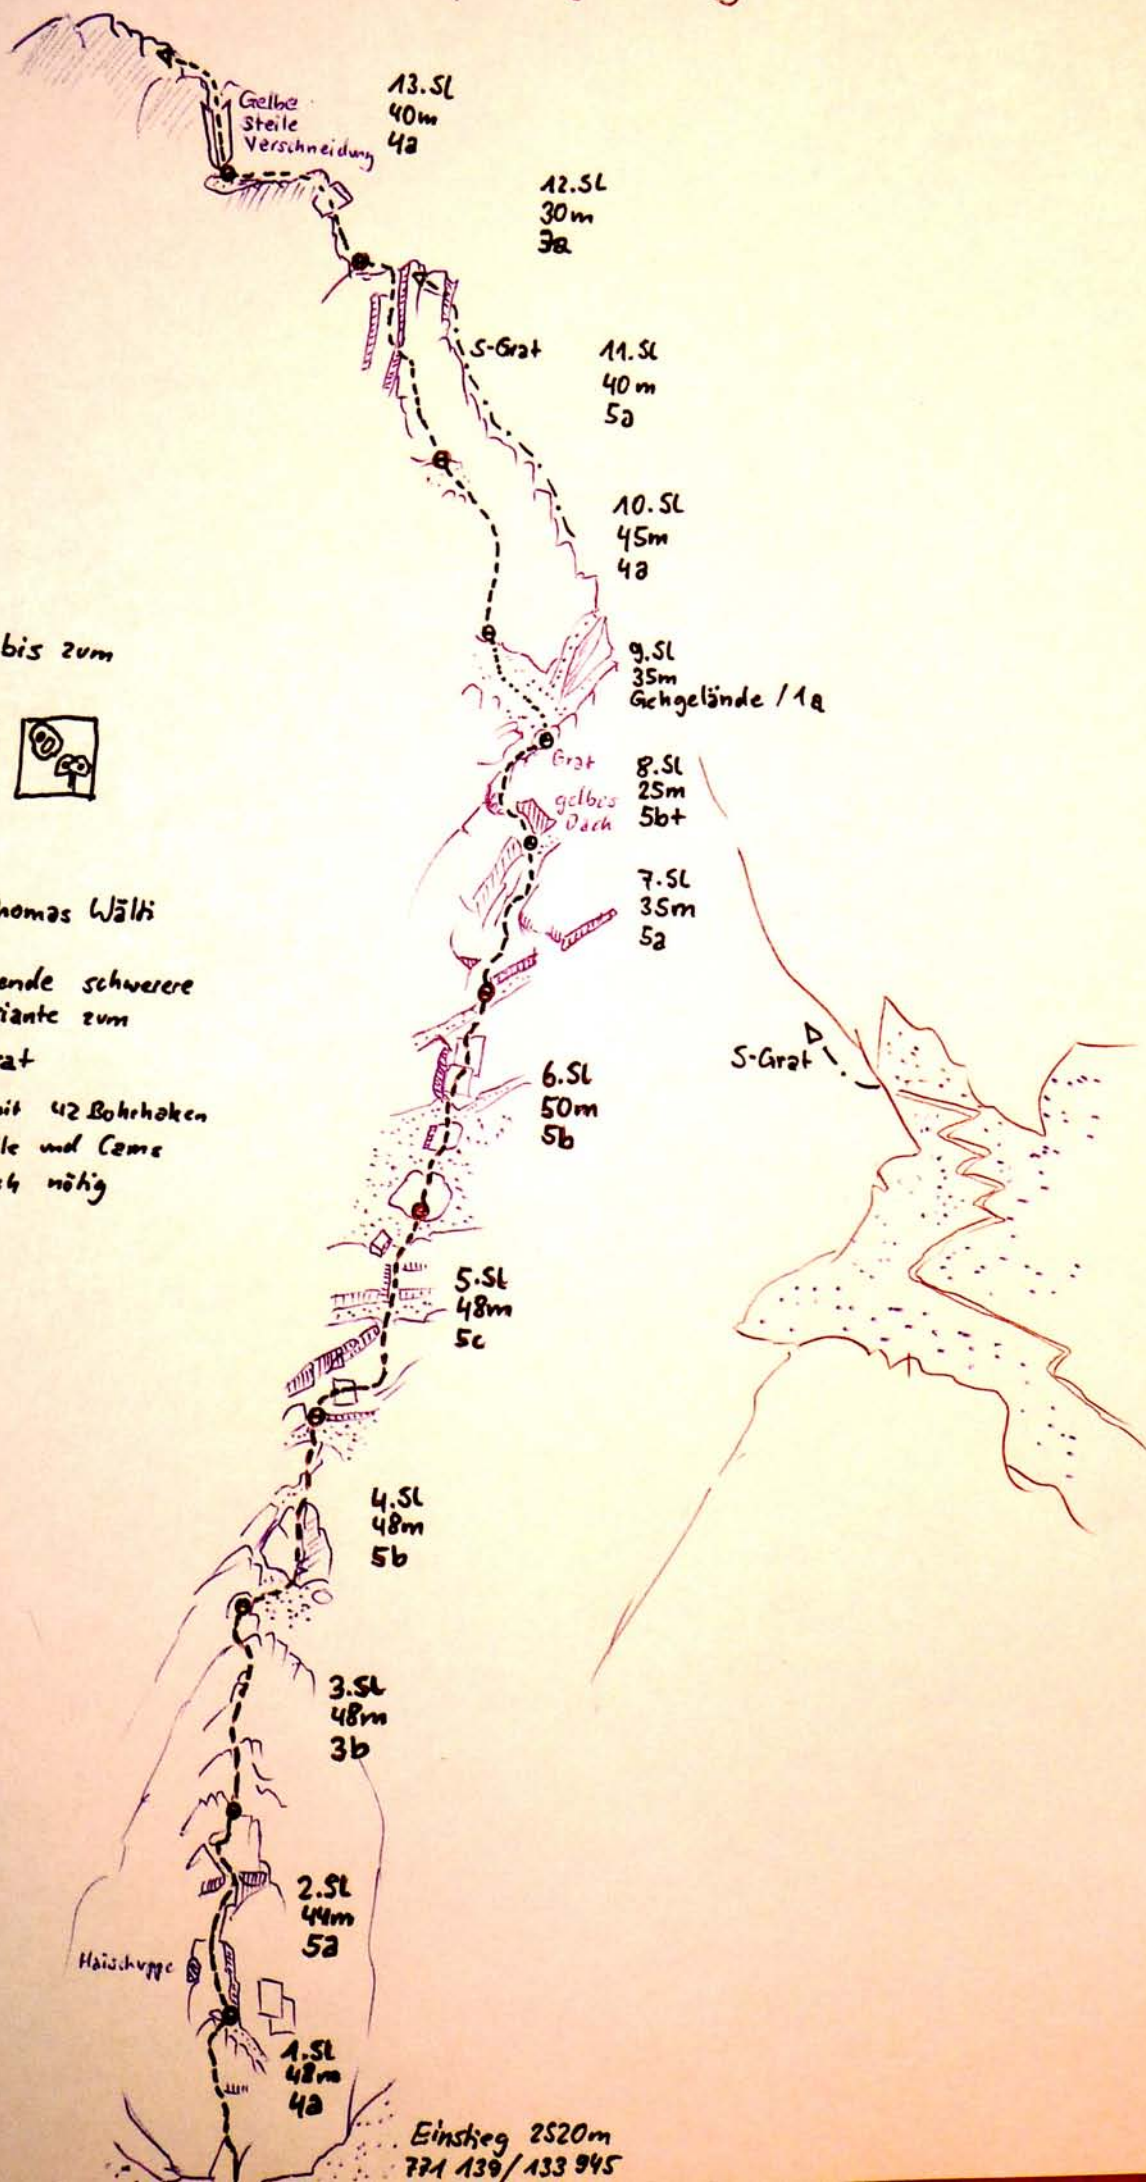 13.SL
40m
4a
Gelbe
steile
Verschneidung
12.SL
30m
3a
S-Grat
11.SL
40m
5a
10.SL
45m
4a
bis zum
9.SL
35m
Gehgelände / 1a
Grat
8.SL
25m
5b+
gelbes
Dach
7.SL
35m
5a
homas Wälti
ende schwerere
iante zum
rat
mit 42 Bohrhaken
le und Cams
ch nötig
S-Grat
6.SL
50m
5b
5.SL
48m
5c
4.SL
48m
5b
3.SL
48m
3b
2.SL
44m
5a
Haischuppe
1.SL
48m
4a
Einstieg 2520m
771 139/133 945